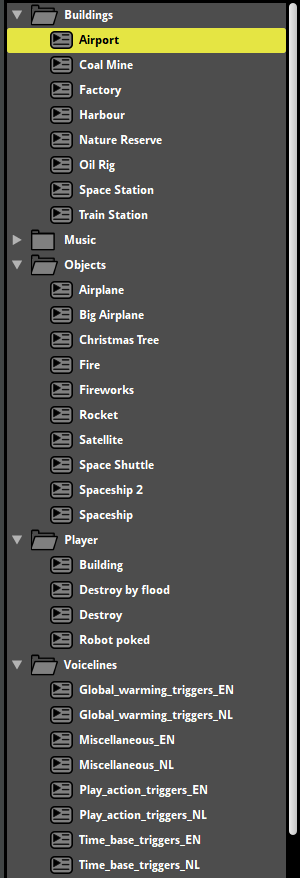 Buildings
Airport
Coal Mine
Factory
Harbour
Nature Reserve
Oil Rig
Space Station
Train Station
Music
Objects
Airplane
Big Airplane
Christmas Tree
Fire
Fireworks
Rocket
Satellite
Space Shuttle
Spaceship 2
Spaceship
Player
Building
Destroy by flood
Destroy
Robot poked
Voicelines
Global_warming_triggers_EN
Global_warming_triggers_NL
Miscellaneous_EN
Miscellaneous_NL
Play_action_triggers_EN
Play_action_triggers_NL
Time_base_triggers_EN
Time_base_triggers_NL